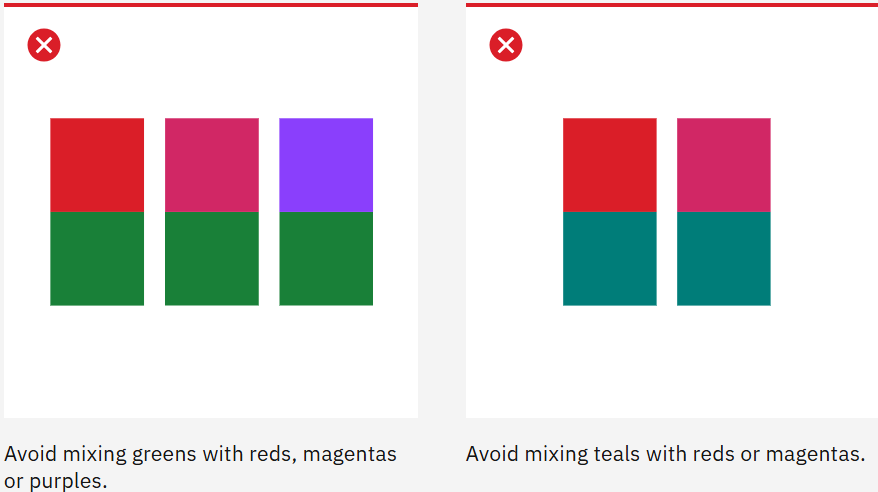 Avoid mixing greens with reds, magentas
or purples.
Avoid mixing teals with reds or magentas.